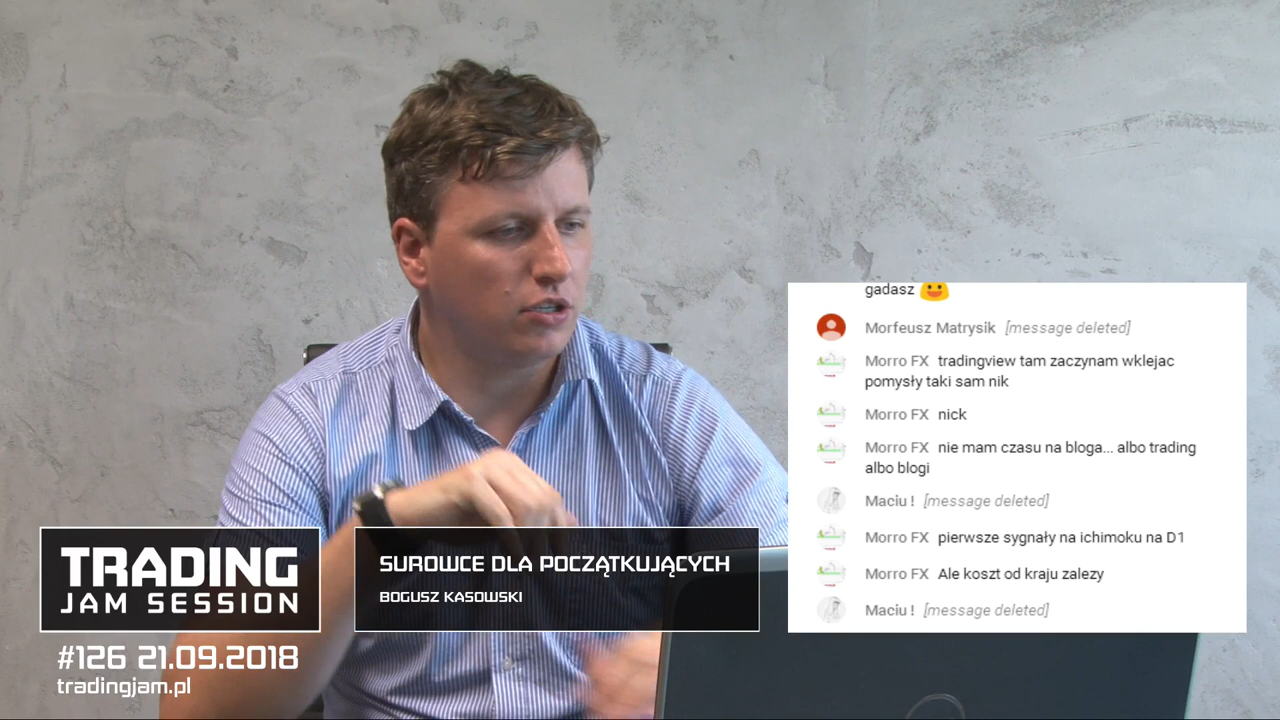 gadasz
Morfeusz Matrysik [message deleted]
Morro FX tradingview tam zaczynam wklejac
pomysły taki sam nik
Morro FX nick
Morro FX nie mam czasu na bloga... albo trading
albo blogi
Maciu ! [message deleted]
Morro FX pierwsze sygnały na ichimoku na D1
Morro FX Ale koszt od kraju zalezy
Maciu ! [message deleted]
TRADING
JAM SESSION
SUROWCE DLA POCZĄTKUJĄCYCH
BOGUSZ KASOWSKI
#126 21.09.2018
tradingjam.pl